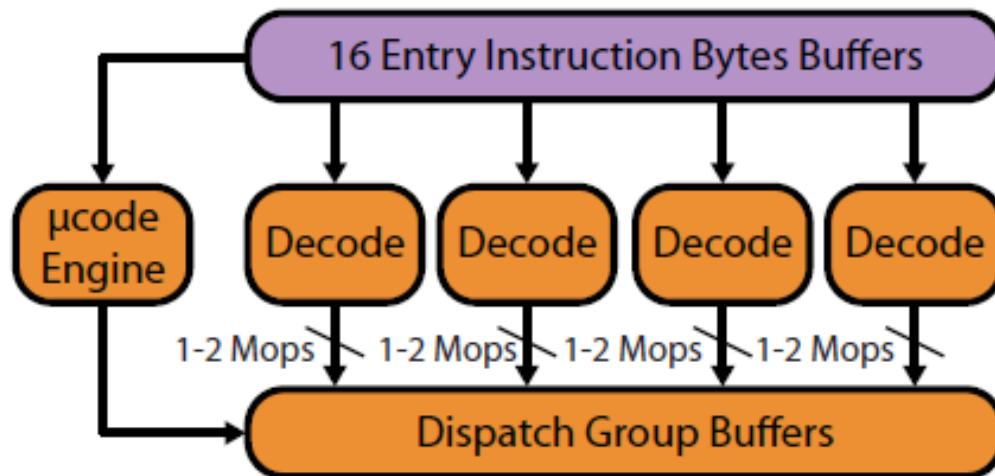 16 Entry Instruction Bytes Buffers
µcode
Engine
Decode
Decode
Decode
Decode
1-2 Mops
1-2 Mops
1-2 Mops
1-2 Mops
Dispatch Group Buffers